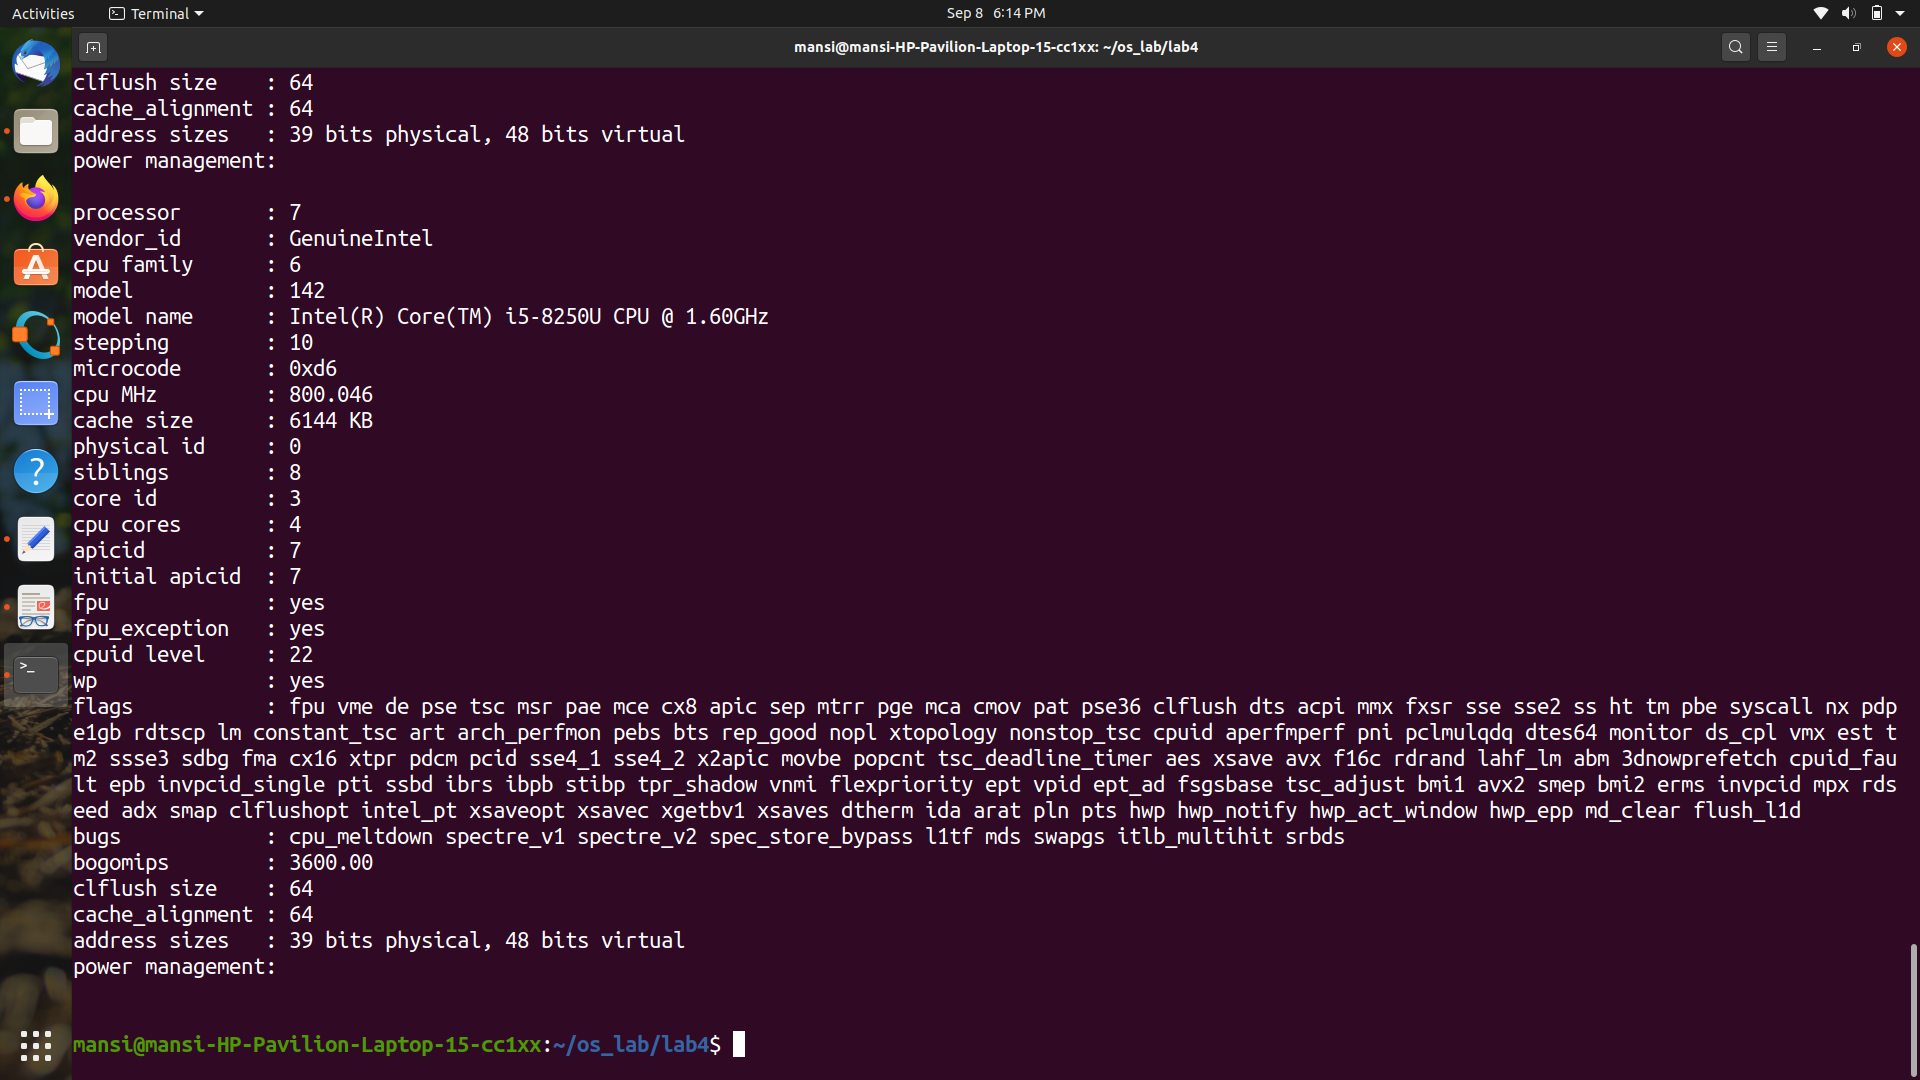 Activities Terminal Sep 8 6:14 PM
mansi@mansi-HP-Pavilion-Laptop-15-cc1xx: ~/os_lab/lab4
clflush size    : 64
cache_alignment : 64
address sizes   : 39 bits physical, 48 bits virtual
power management:

processor       : 7
vendor_id       : GenuineIntel
cpu family      : 6
model           : 142
model name      : Intel(R) Core(TM) i5-8250U CPU @ 1.60GHz
stepping        : 10
microcode       : 0xd6
cpu MHz         : 800.046
cache size      : 6144 KB
physical id     : 0
siblings        : 8
core id         : 3
cpu cores       : 4
apicid          : 7
initial apicid  : 7
fpu             : yes
fpu_exception   : yes
cpuid level     : 22
wp              : yes
flags           : fpu vme de pse tsc msr pae mce cx8 apic sep mtrr pge mca cmov pat pse36 clflush dts acpi mmx fxsr sse sse2 ss ht tm pbe syscall nx pdp
e1gb rdtscp lm constant_tsc art arch_perfmon pebs bts rep_good nopl xtopology nonstop_tsc cpuid aperfmperf pni pclmulqdq dtes64 monitor ds_cpl vmx est t
m2 ssse3 sdbg fma cx16 xtpr pdcm pcid sse4_1 sse4_2 x2apic movbe popcnt tsc_deadline_timer aes xsave avx f16c rdrand lahf_lm abm 3dnowprefetch cpuid_fau
lt epb invpcid_single pti ssbd ibrs ibpb stibp tpr_shadow vnmi flexpriority ept vpid ept_ad fsgsbase tsc_adjust bmi1 avx2 smep bmi2 erms invpcid mpx rds
eed adx smap clflushopt intel_pt xsaveopt xsavec xgetbv1 xsaves dtherm ida arat pln pts hwp hwp_notify hwp_act_window hwp_epp md_clear flush_l1d
bugs            : cpu_meltdown spectre_v1 spectre_v2 spec_store_bypass l1tf mds swapgs itlb_multihit srbds
bogomips        : 3600.00
clflush size    : 64
cache_alignment : 64
address sizes   : 39 bits physical, 48 bits virtual
power management:

mansi@mansi-HP-Pavilion-Laptop-15-cc1xx:~/os_lab/lab4$